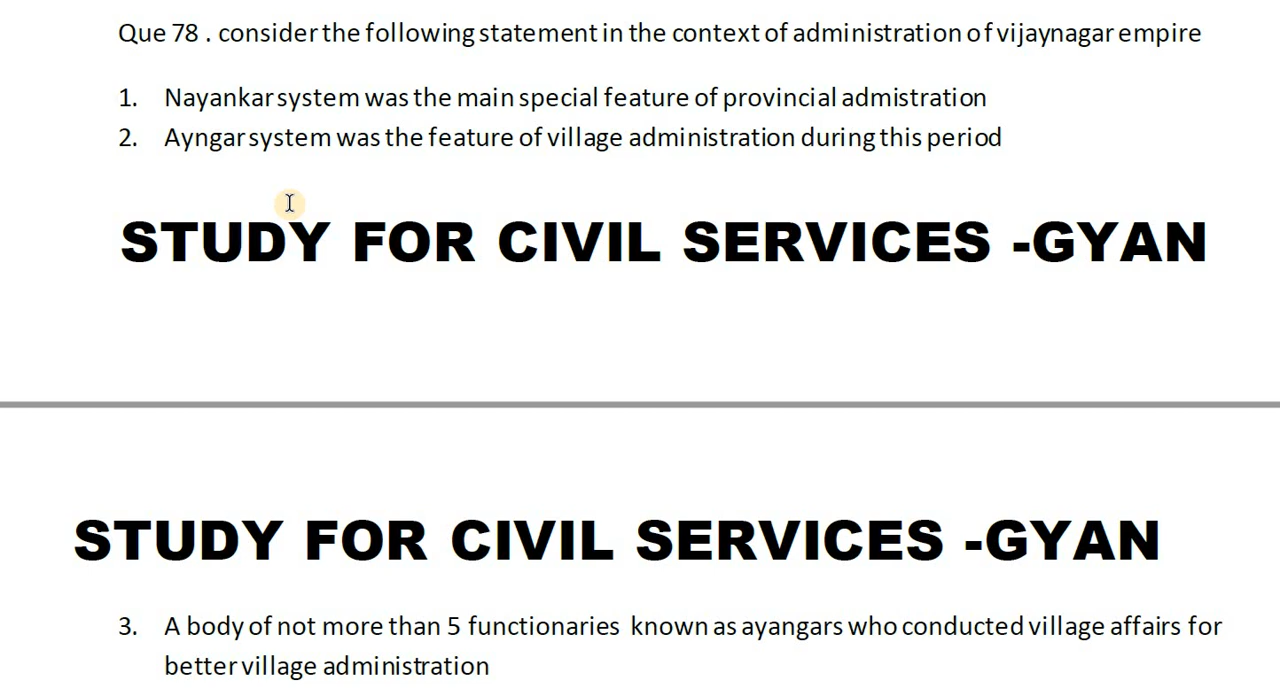 Que 78 . consider the following statement in the context of administration of vijaynagar empire
1. Nayankar system was the main special feature of provincial admistration
2. Ayngar system was the feature of village administration during this period
STUDY FOR CIVIL SERVICES -GYAN
STUDY FOR CIVIL SERVICES -GYAN
3. A body of not more than 5 functionaries known as ayangars who conducted village affairs for
better village administration